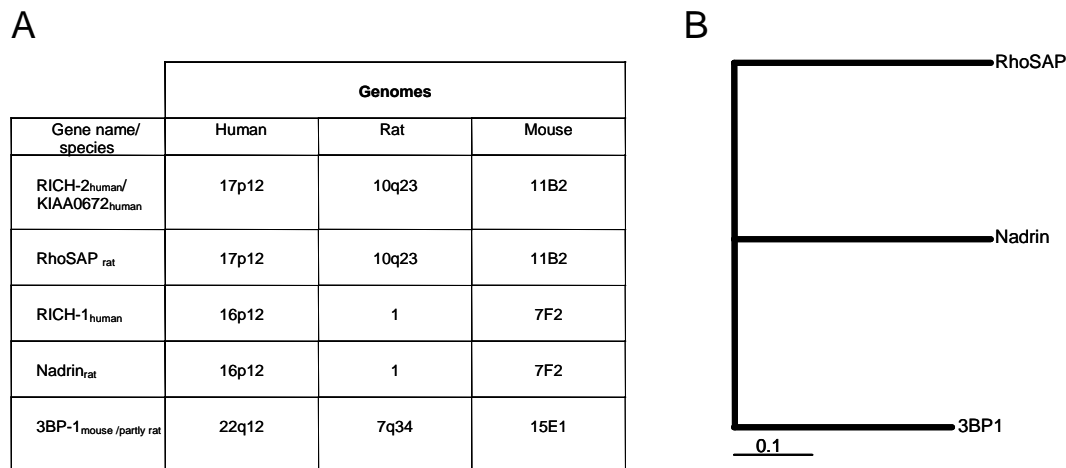 A
Genomes
Gene name/
species
Human
Rat
Mouse
RICH-2human/
KIAA0672human
17p12
10q23
11B2
RhoSAP rat
17p12
10q23
11B2
RICH-1human
16p12
1
7F2
Nadrinrat
16p12
1
7F2
3BP-1mouse /partly rat
22q12
7q34
15E1
B
RhoSAP
Nadrin
3BP1
0.1